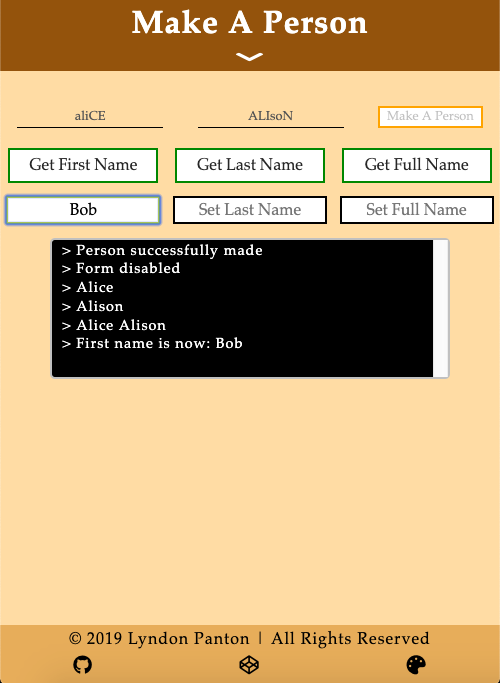 Make A Person
aliCE ALIsoN Make A Person
Get First Name Get Last Name Get Full Name
Bob Set Last Name Set Full Name
> Person successfully made
> Form disabled
> Alice
> Alison
> Alice Alison
> First name is now: Bob
© 2019 Lyndon Panton | All Rights Reserved